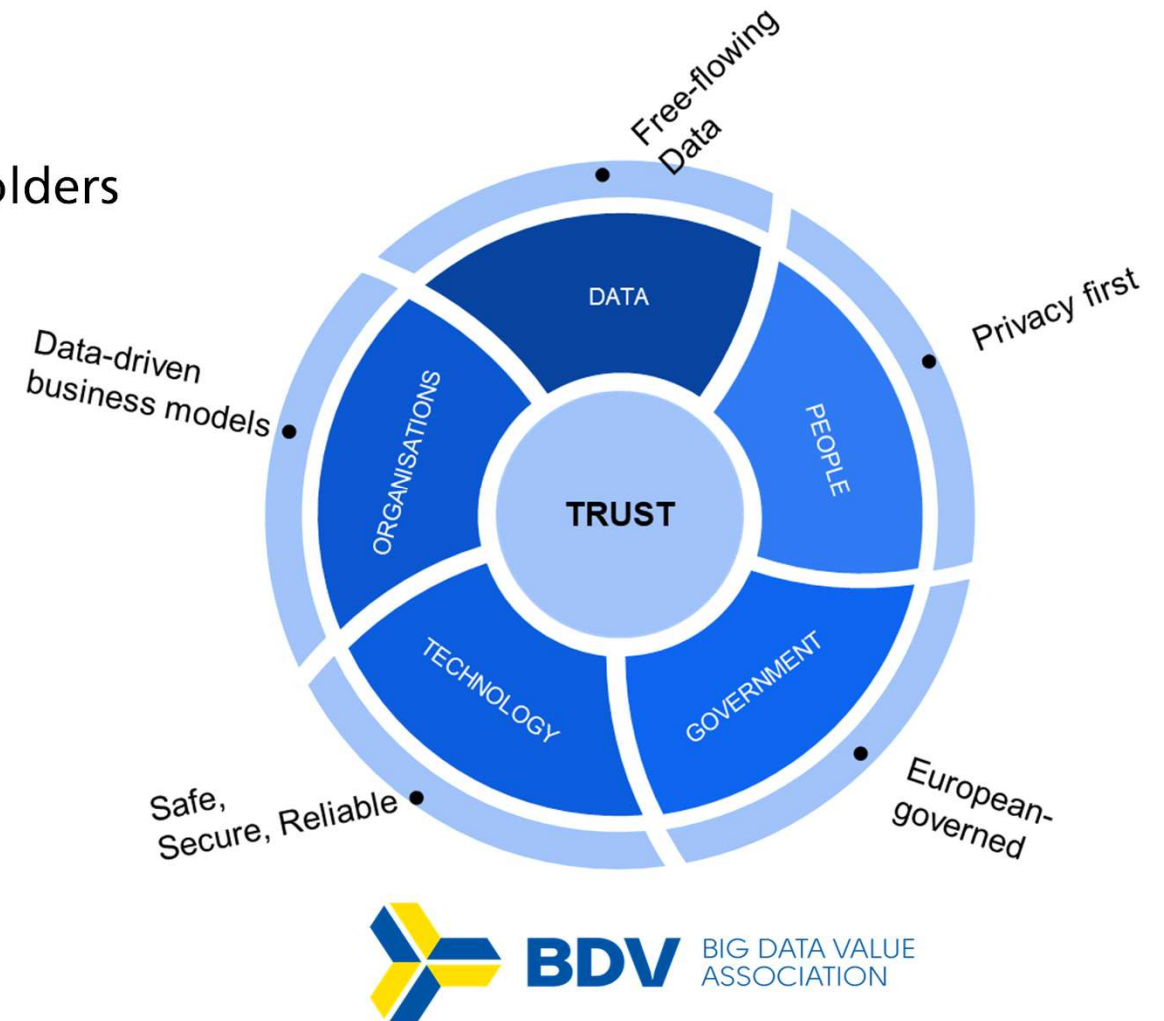 Free-flowing
Data
olders
DATA
Privacy first
Data-driven
business models
ORGANISATIONS
PEOPLE
TRUST
TECHNOLOGY
GOVERNMENT
Safe,
Secure, Reliable
European-
governed
BDV
BIG DATA VALUE
ASSOCIATION